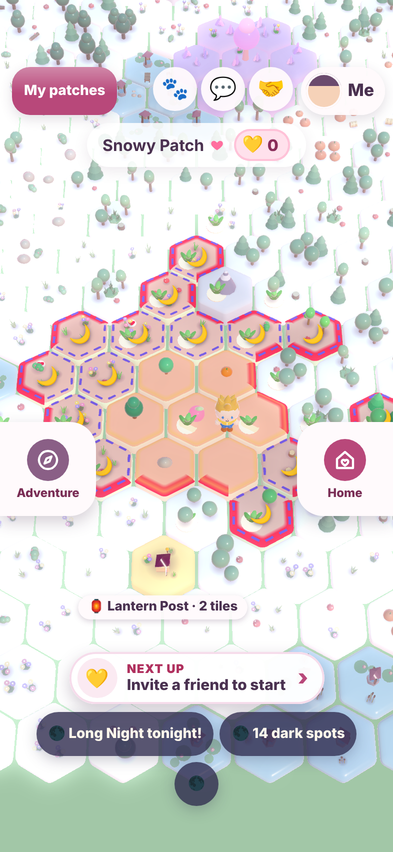 My patches
Me
Snowy Patch
0
Adventure
Home
Lantern Post · 2 tiles
NEXT UP
Invite a friend to start
Long Night tonight!
14 dark spots